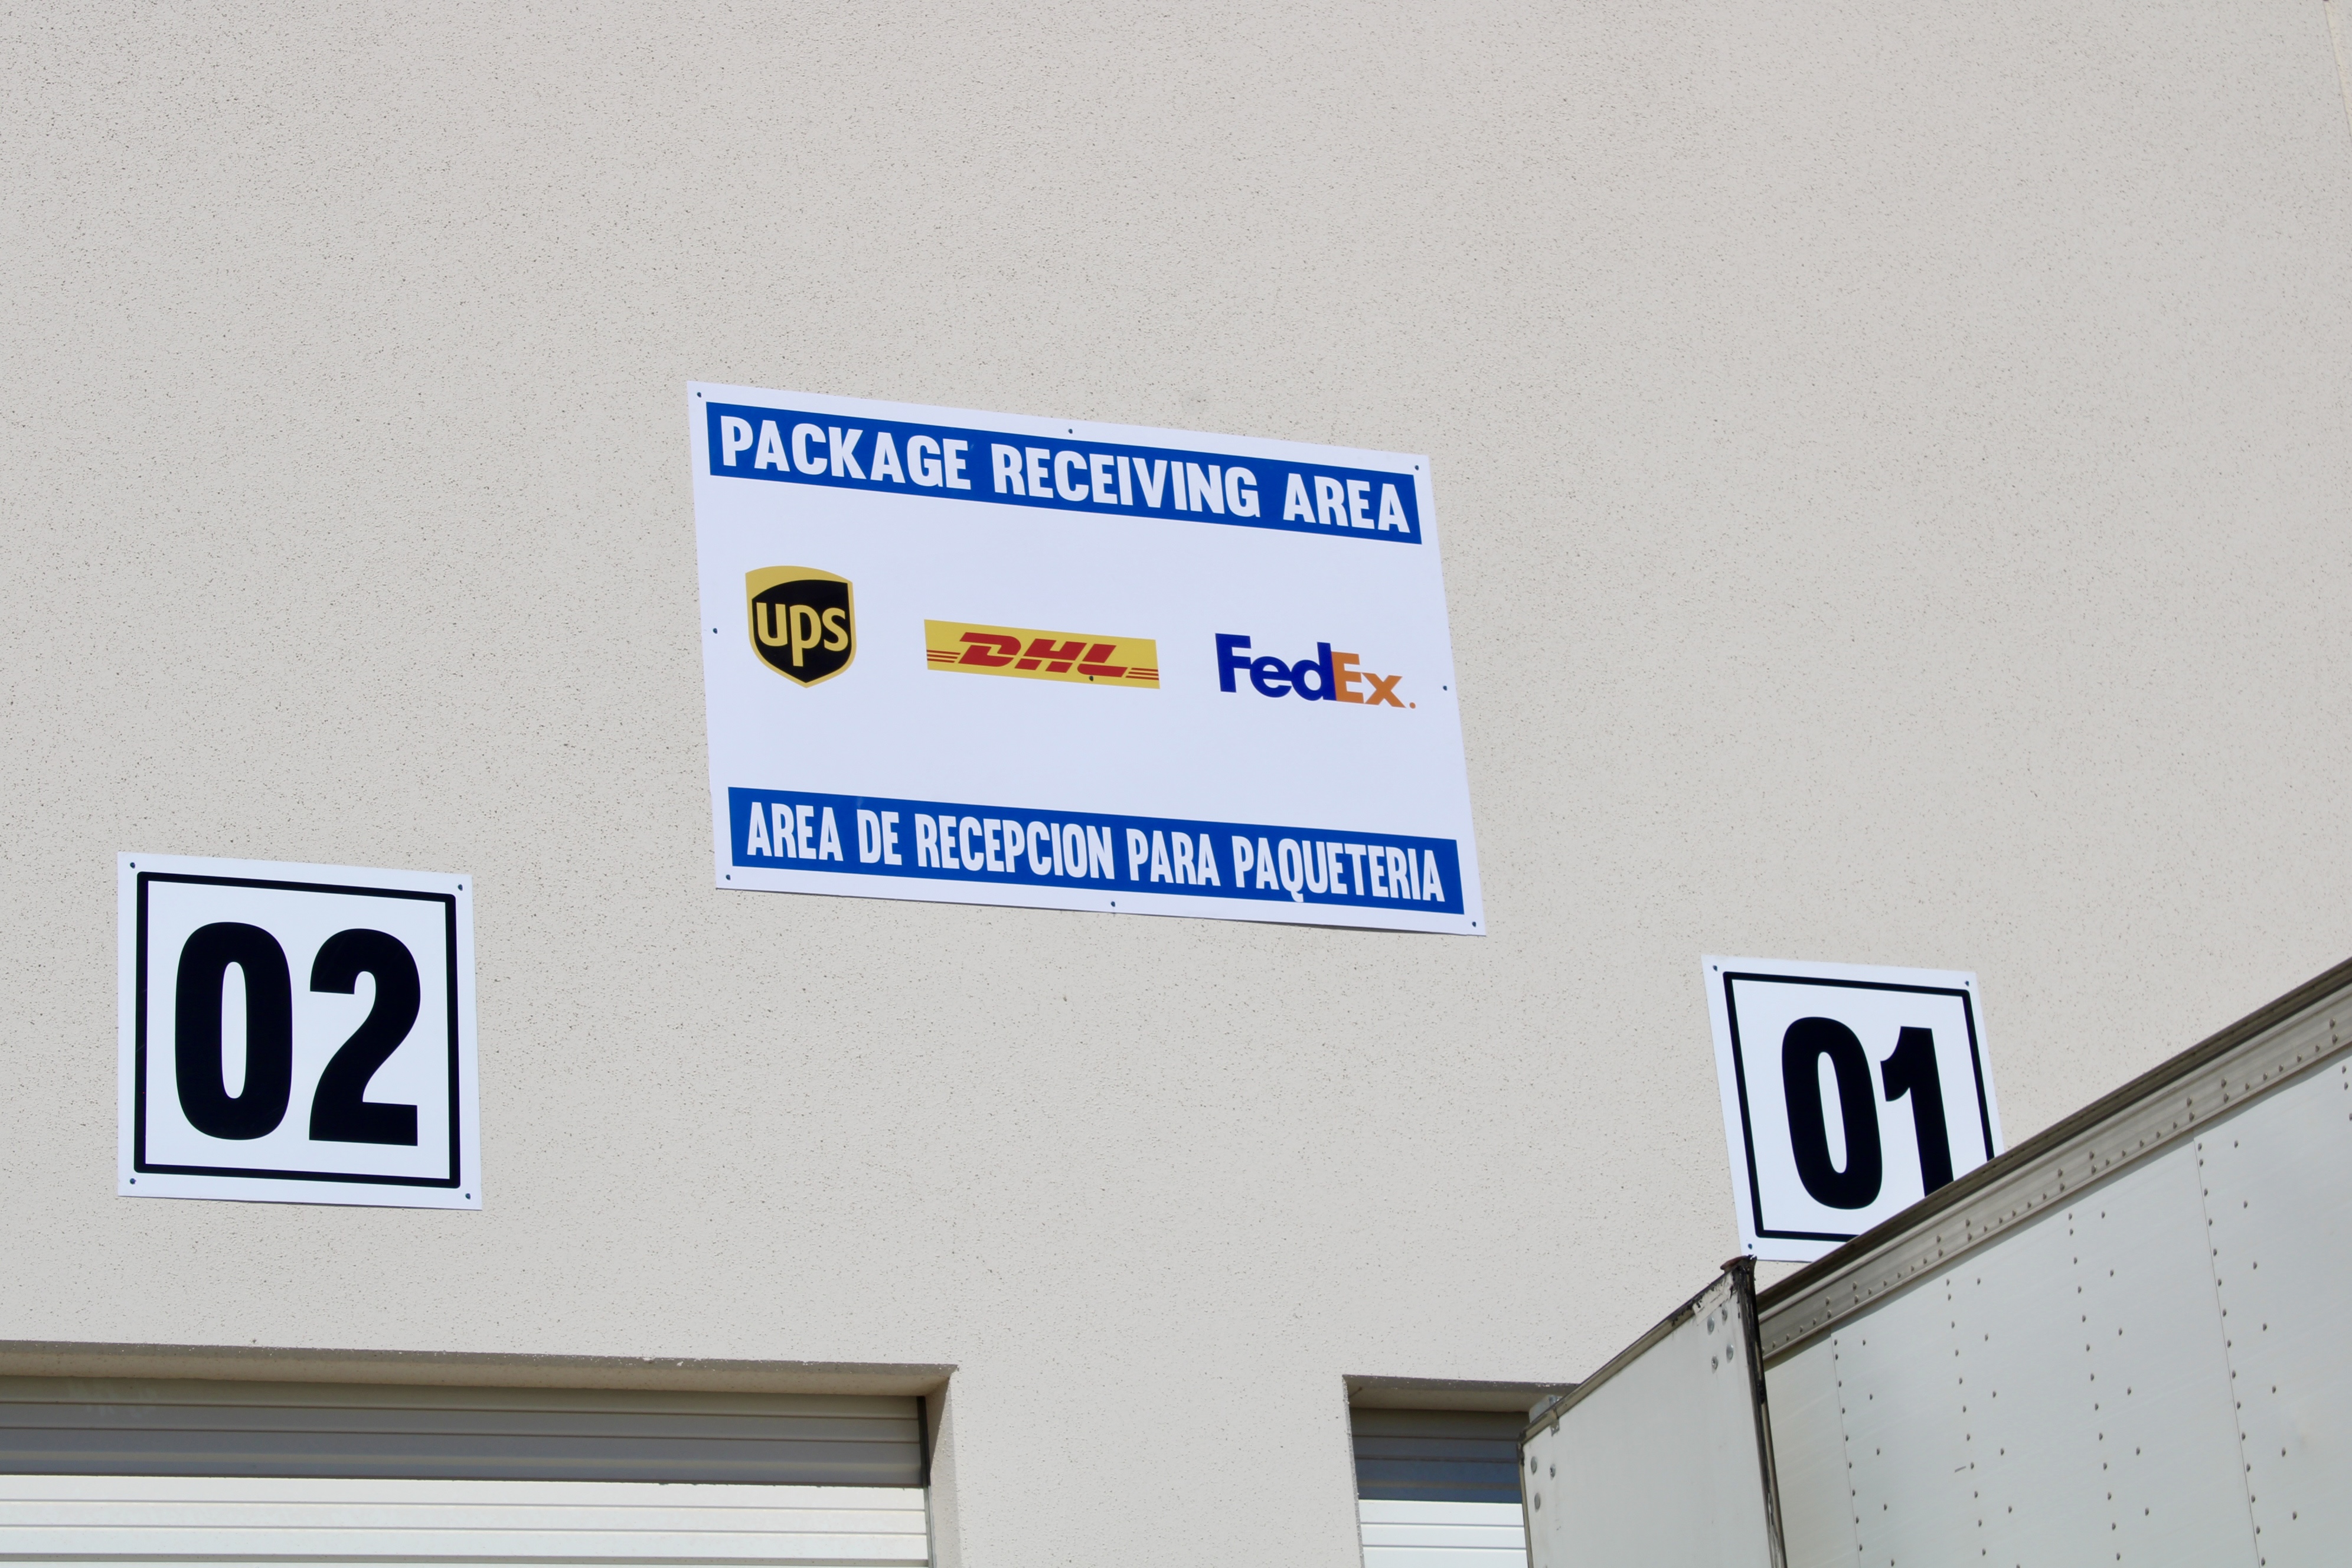 PACKAGE RECEIVING AREA
ups DHL FedEx.
AREA DE RECEPCION PARA PAQUETERIA
02
01